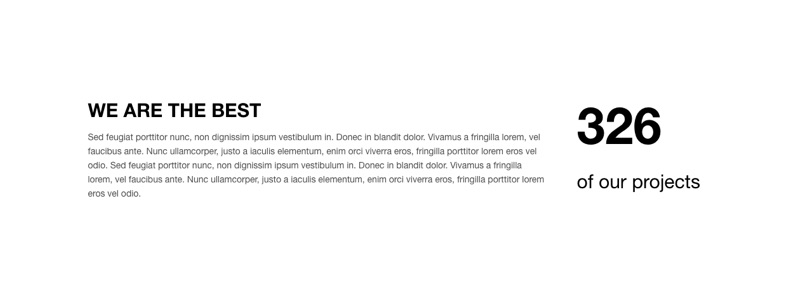 WE ARE THE BEST
Sed feugiat porttitor nunc, non dignissim ipsum vestibulum in. Donec in blandit dolor. Vivamus a fringilla lorem, vel
faucibus ante. Nunc ullamcorper, justo a iaculis elementum, enim orci viverra eros, fringilla porttitor lorem eros vel
odio. Sed feugiat porttitor nunc, non dignissim ipsum vestibulum in. Donec in blandit dolor. Vivamus a fringilla
lorem, vel faucibus ante. Nunc ullamcorper, justo a iaculis elementum, enim orci viverra eros, fringilla porttitor lorem
eros vel odio.
326
of our projects